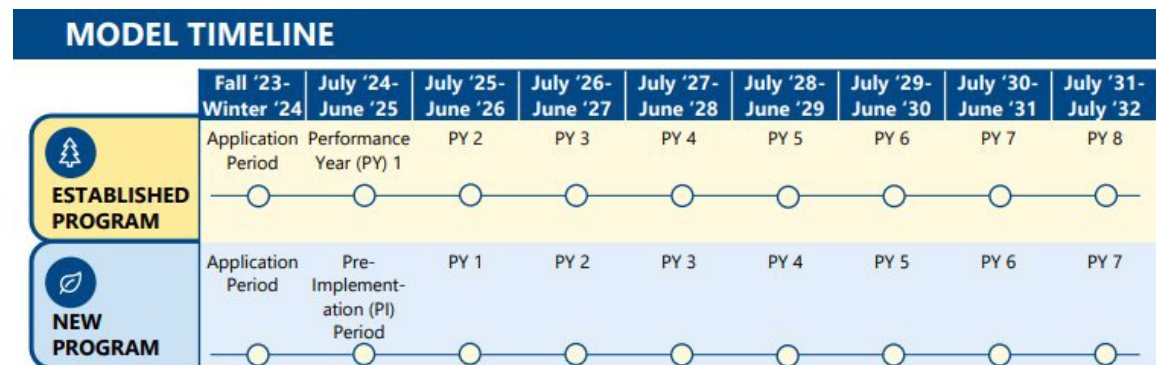 MODEL TIMELINE
Fall ‘23- July ‘24- July ‘25- July ‘26- July ‘27- July ‘28- July ‘29- July ‘30- July ‘31-
Winter ‘24 June ‘25 June ‘26 June ‘27 June ‘28 June ‘29 June ‘30 June ‘31 July ‘32
Application Performance PY 2 PY 3 PY 4 PY 5 PY 6 PY 7 PY 8
Period Year (PY) 1
ESTABLISHED
PROGRAM
Application Pre- PY 1 PY 2 PY 3 PY 4 PY 5 PY 6 PY 7
Period Implement-
ation (PI)
Period
NEW
PROGRAM